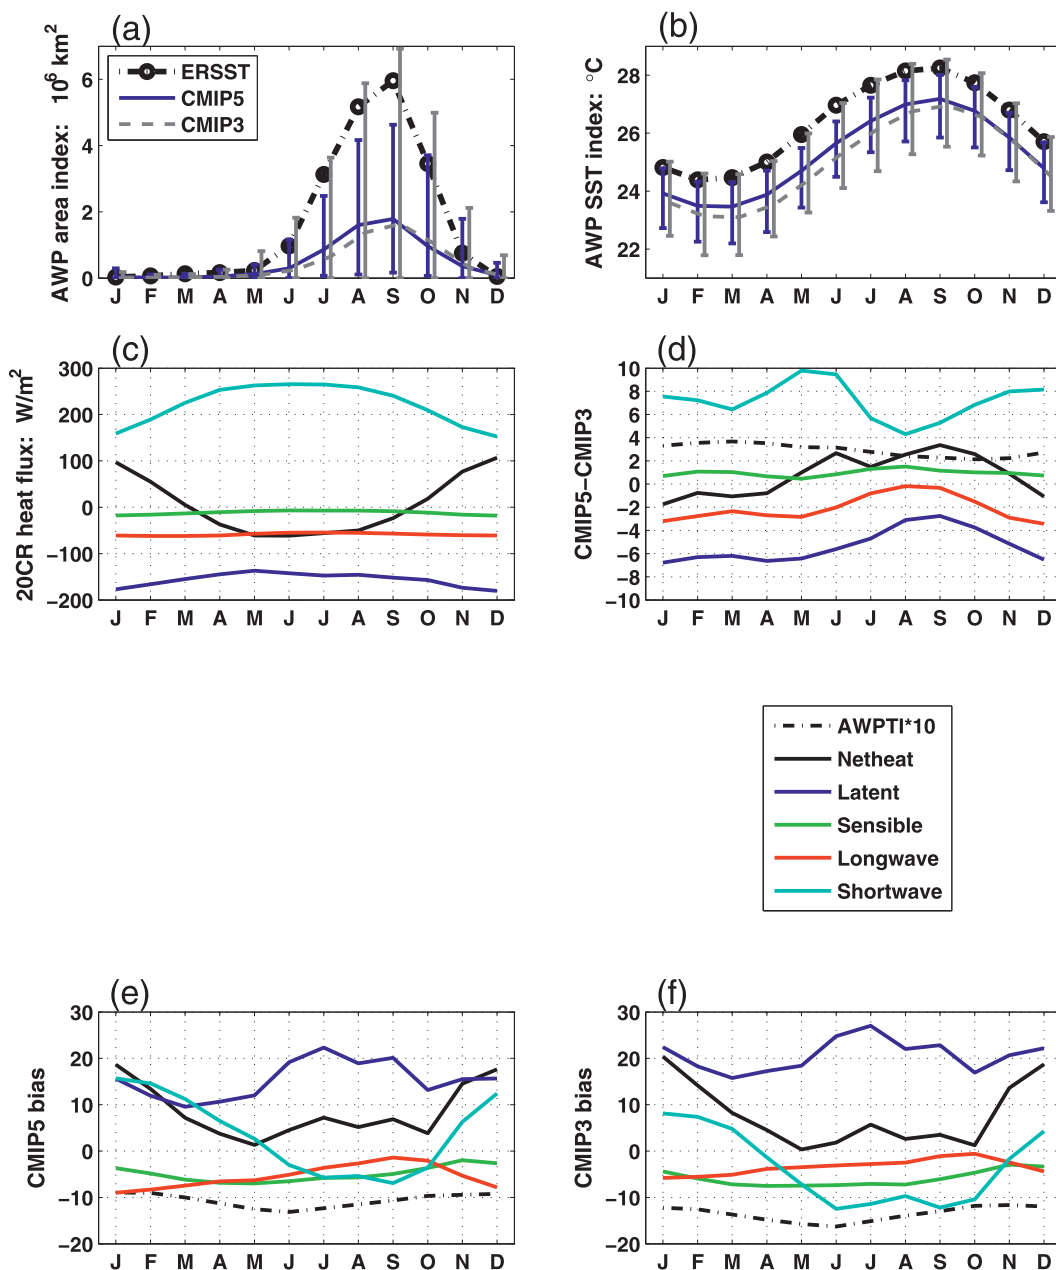 (a)
AWP area index: 10⁶ km²
6
4
2
0
ERSST
CMIP5
CMIP3
J F M A M J J A S O N D
(b)
AWP SST index: °C
28
26
24
22
J F M A M J J A S O N D
(c)
20CR heat flux: W/m²
300
200
100
0
−100
−200
J F M A M J J A S O N D
(d)
CMIP5−CMIP3
10
8
6
4
2
0
−2
−4
−6
−8
−10
J F M A M J J A S O N D
AWPTI*10
Netheat
Latent
Sensible
Longwave
Shortwave
(e)
CMIP5 bias
30
20
10
0
−10
−20
J F M A M J J A S O N D
(f)
CMIP3 bias
30
20
10
0
−10
−20
J F M A M J J A S O N D